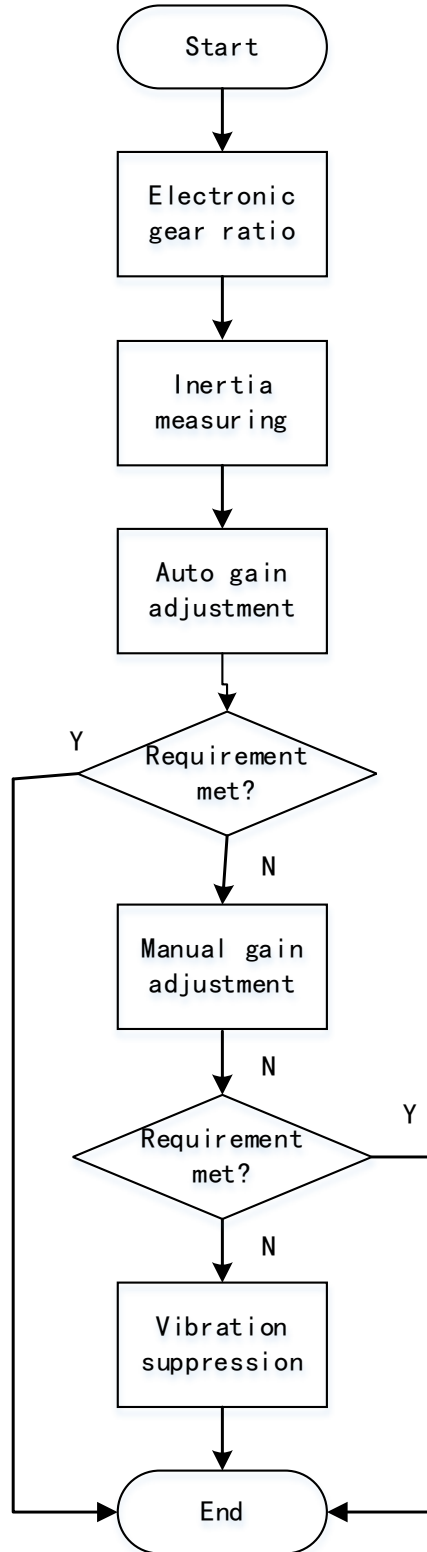 Start
Electronic
gear ratio
Inertia
measuring
Auto gain
adjustment
Y
Requirement
met?
N
Manual gain
adjustment
N
Y
Requirement
met?
N
Vibration
suppression
End